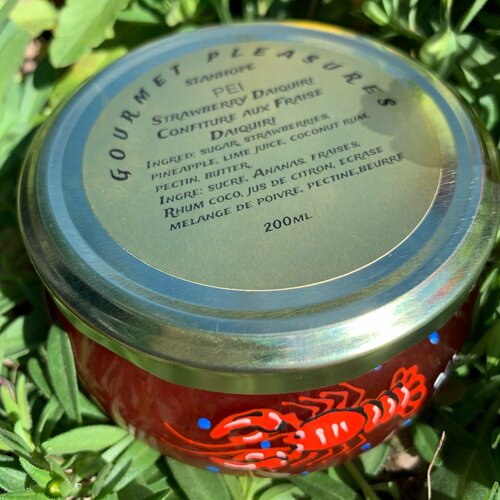 GOURMET PLEASURES
STANHOPE
PEI
STRAWBERRY DAIQUIRI
CONFITURE AUX FRAISE
DAIQUIRI
INGRED: SUGAR, STRAWBERRIES,
PINEAPPLE, LIME JUICE, COCONUT RUM,
PECTIN, BUTTER.
INGRE: SUCRE, ANANAS, FRAISES,
RHUM COCO, JUS DE CITRON, ECRASE
MELANGE DE POIVRE, PECTINE,BEURRE
200ML